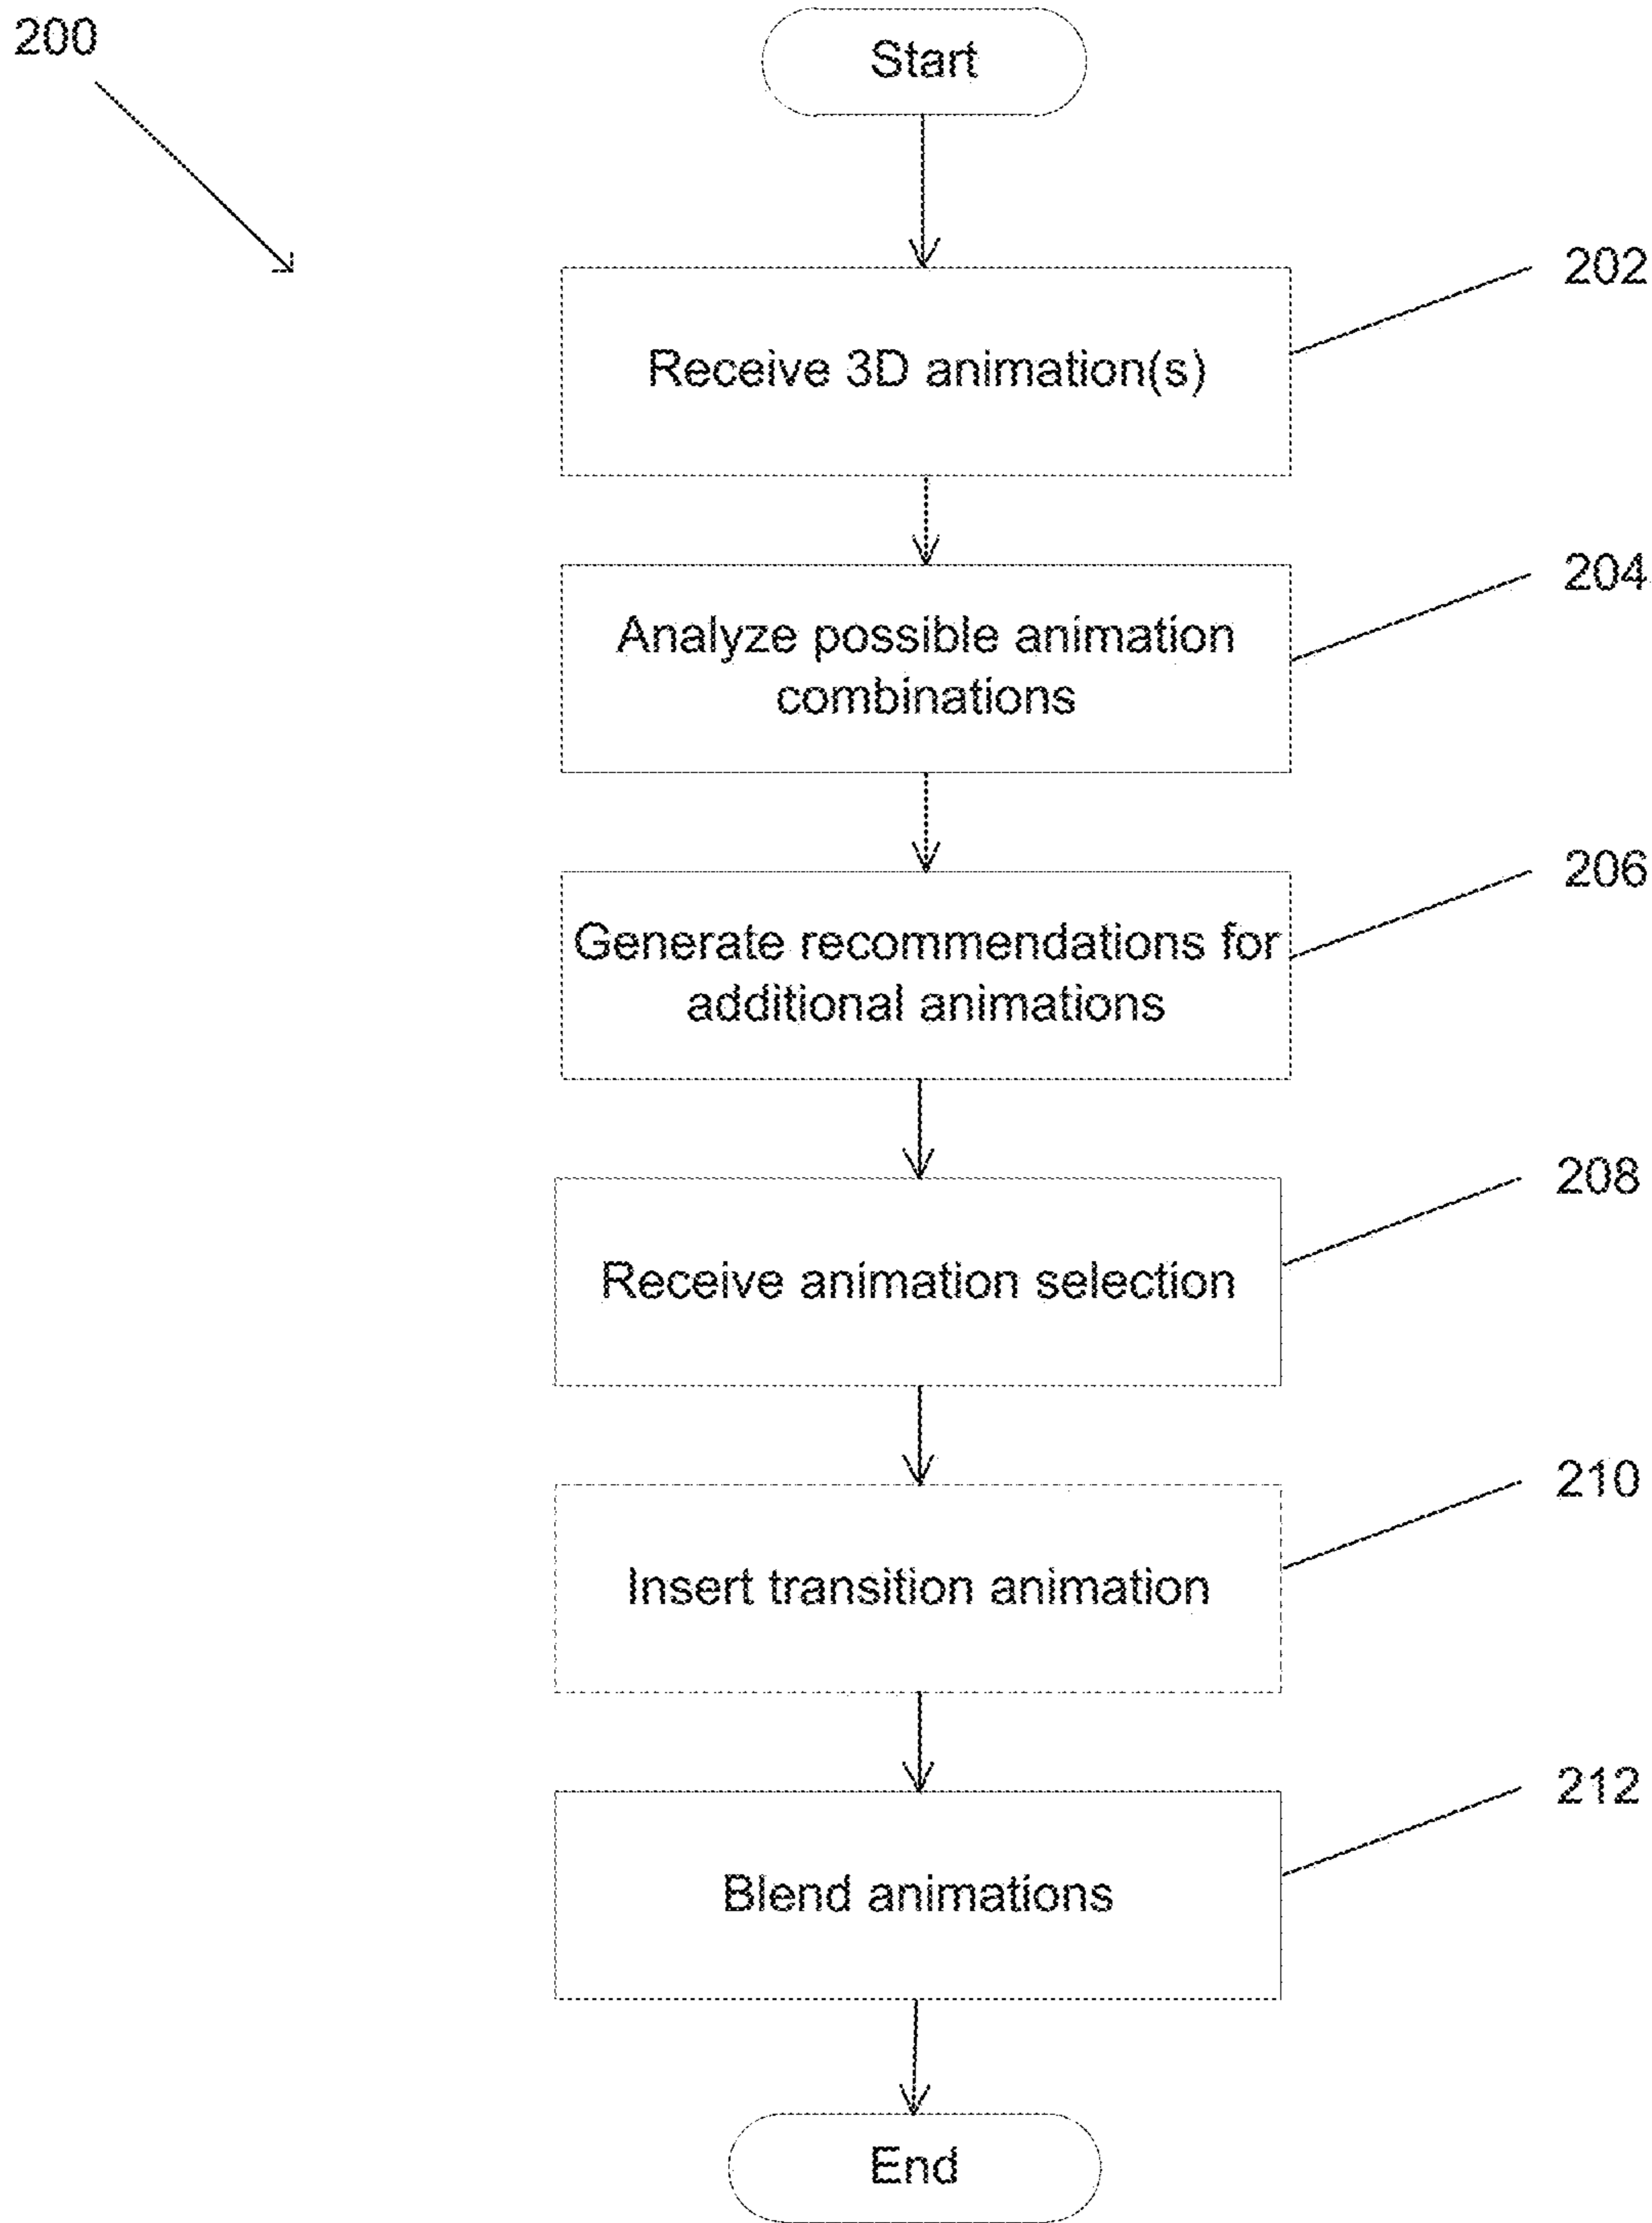 200
Start
202
Receive 3D animation(s)
204
Analyze possible animation
combinations
206
Generate recommendations for
additional animations
208
Receive animation selection
210
Insert transition animation
212
Blend animations
End